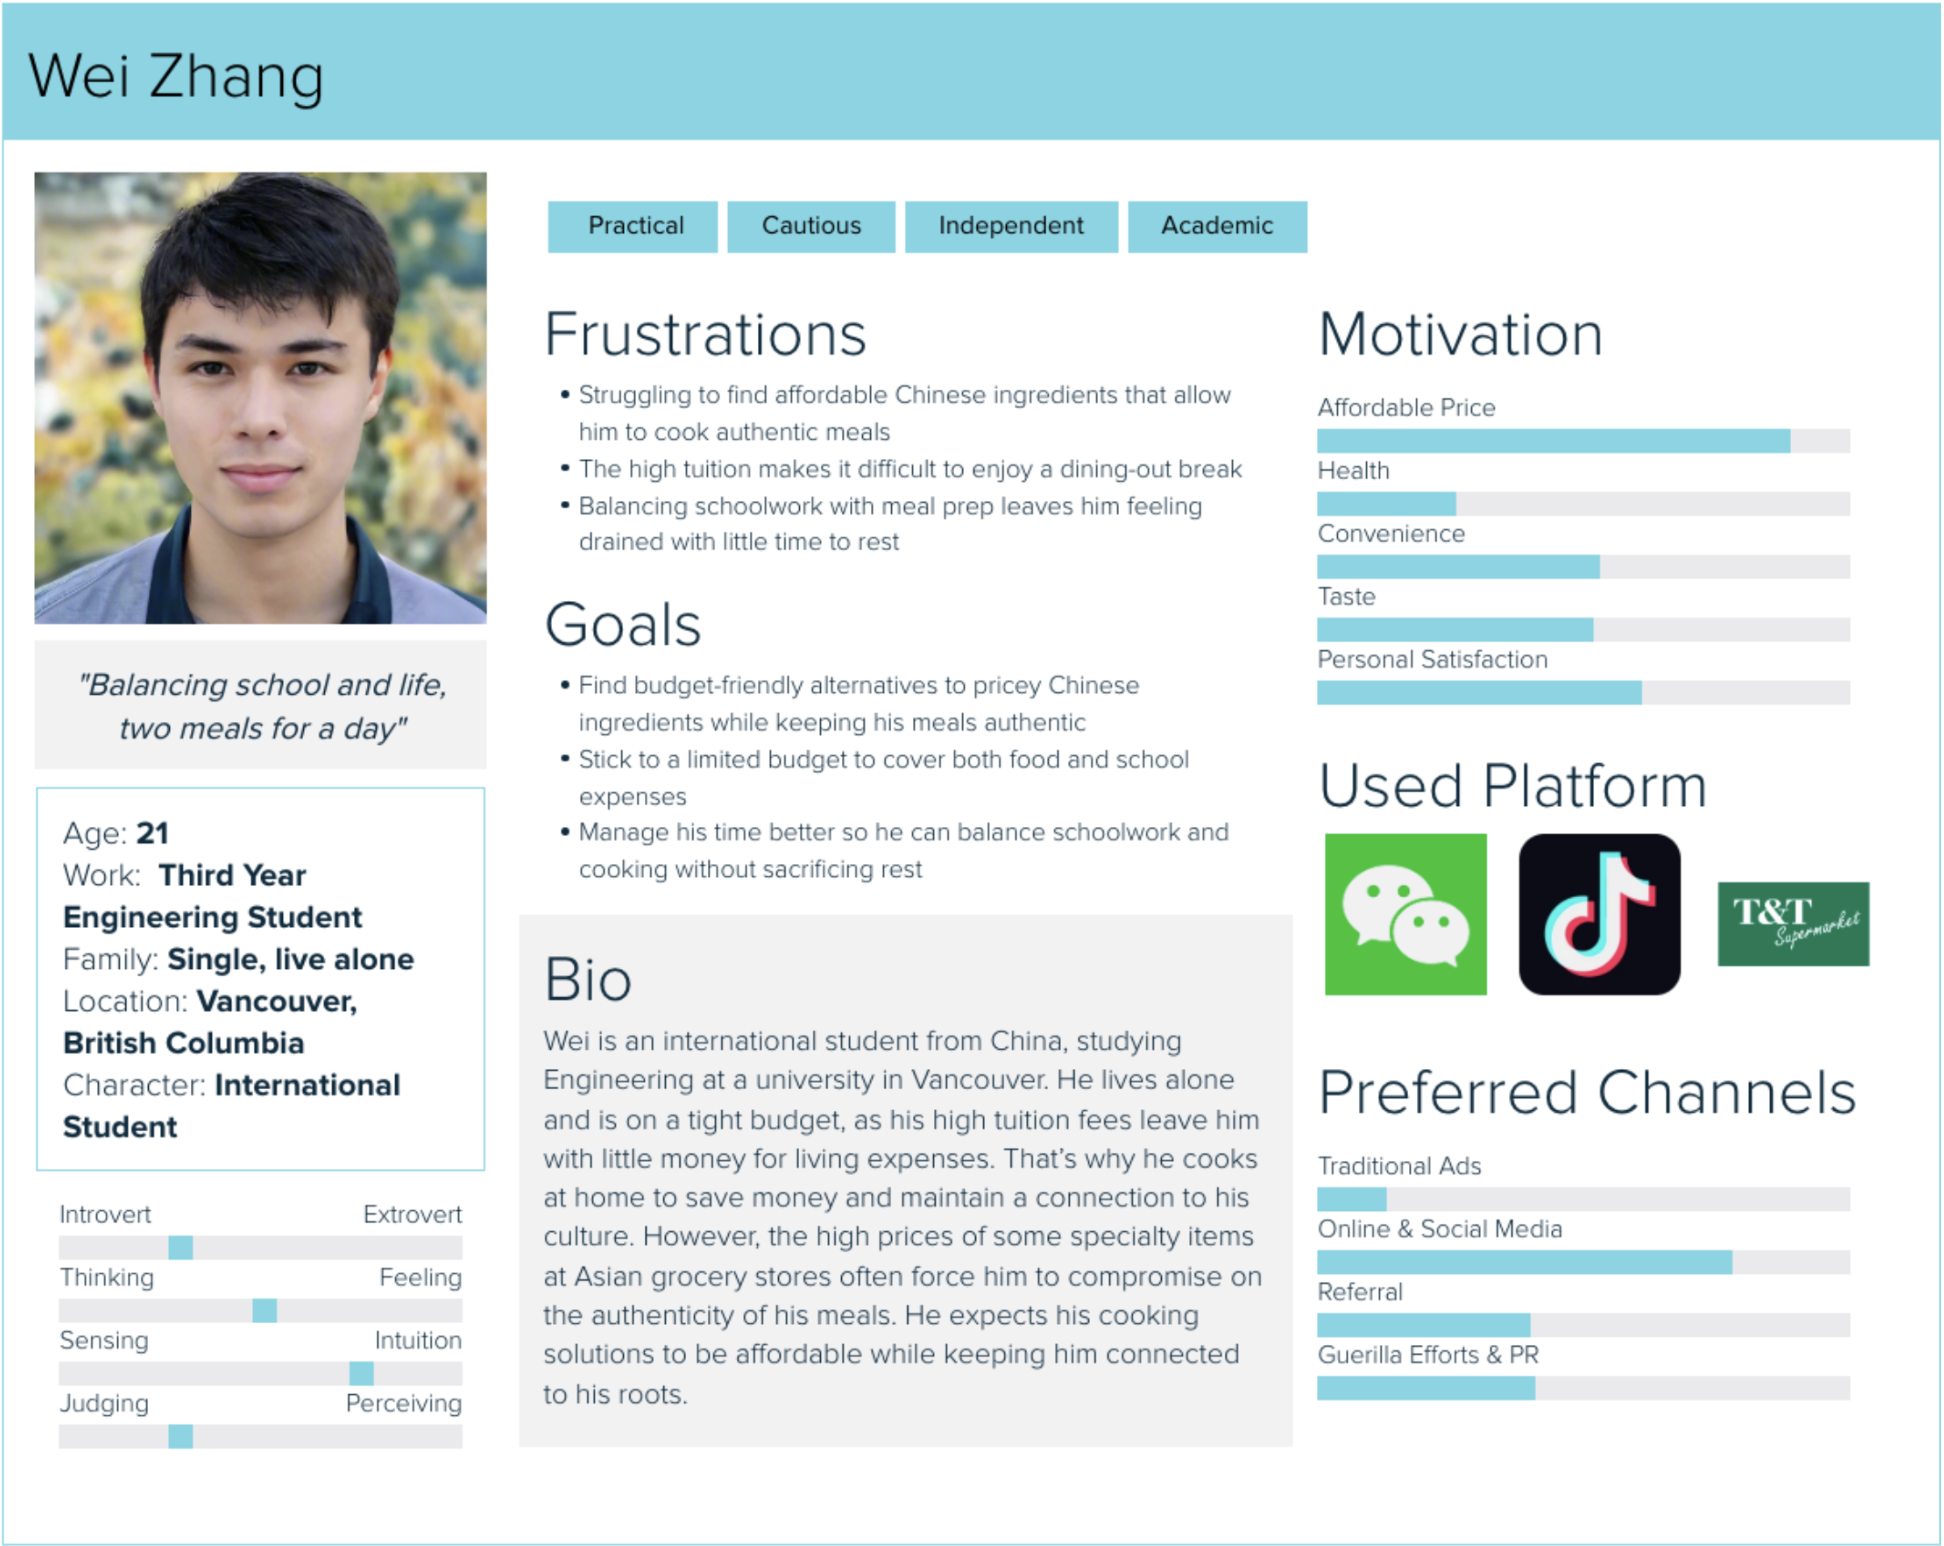 Wei Zhang
"Balancing school and life,
two meals for a day"
Age: 21
Work: Third Year
Engineering Student
Family: Single, live alone
Location: Vancouver,
British Columbia
Character: International
Student
Introvert Extrovert
Thinking Feeling
Sensing Intuition
Judging Perceiving
Practical Cautious Independent Academic
Frustrations
• Struggling to find affordable Chinese ingredients that allow
him to cook authentic meals
• The high tuition makes it difficult to enjoy a dining-out break
• Balancing schoolwork with meal prep leaves him feeling
drained with little time to rest
Goals
• Find budget-friendly alternatives to pricey Chinese
ingredients while keeping his meals authentic
• Stick to a limited budget to cover both food and school
expenses
• Manage his time better so he can balance schoolwork and
cooking without sacrificing rest
Bio
Wei is an international student from China, studying
Engineering at a university in Vancouver. He lives alone
and is on a tight budget, as his high tuition fees leave him
with little money for living expenses. That’s why he cooks
at home to save money and maintain a connection to his
culture. However, the high prices of some specialty items
at Asian grocery stores often force him to compromise on
the authenticity of his meals. He expects his cooking
solutions to be affordable while keeping him connected
to his roots.
Motivation
Affordable Price
Health
Convenience
Taste
Personal Satisfaction
Used Platform
T&T
Supermarket
Preferred Channels
Traditional Ads
Online & Social Media
Referral
Guerilla Efforts & PR